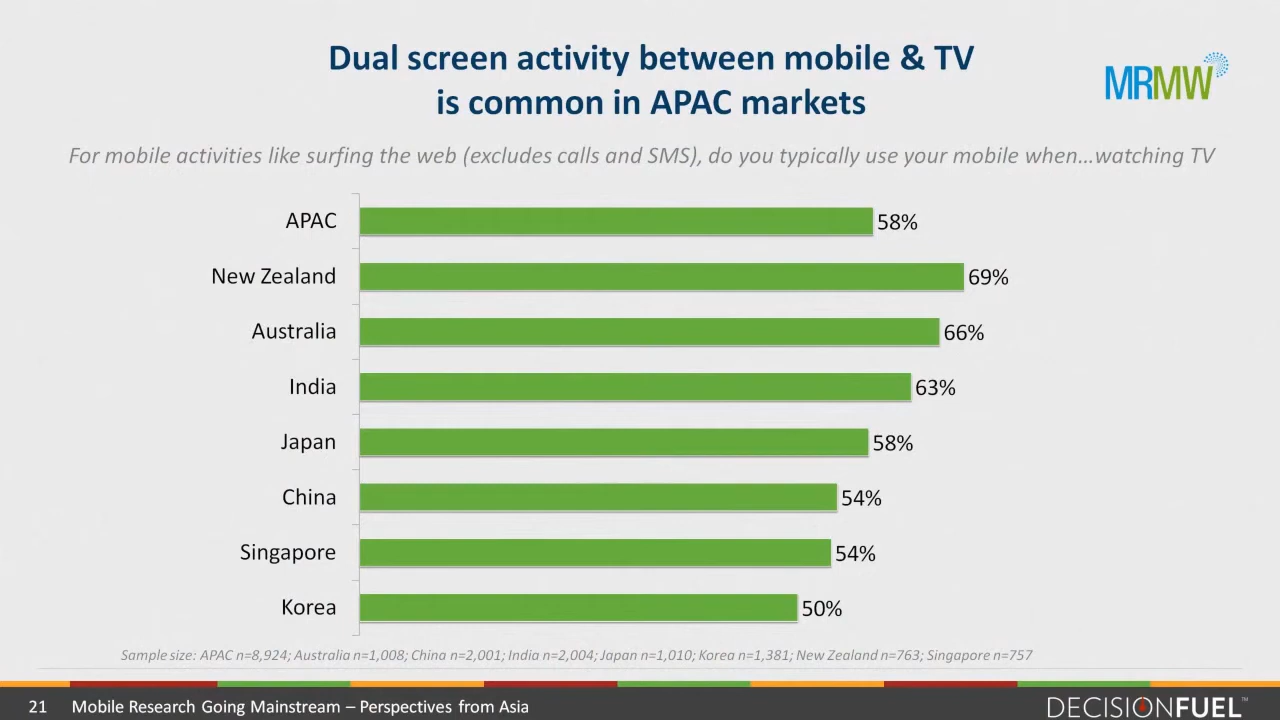 Dual screen activity between mobile & TV
is common in APAC markets
MRMW
For mobile activities like surfing the web (excludes calls and SMS), do you typically use your mobile when…watching TV
APAC 58%
New Zealand 69%
Australia 66%
India 63%
Japan 58%
China 54%
Singapore 54%
Korea 50%
Sample size: APAC n=8,924; Australia n=1,008; China n=2,001; India n=2,004; Japan n=1,010; Korea n=1,381; New Zealand n=763; Singapore n=757
21 Mobile Research Going Mainstream – Perspectives from Asia
DECISIONFUEL™